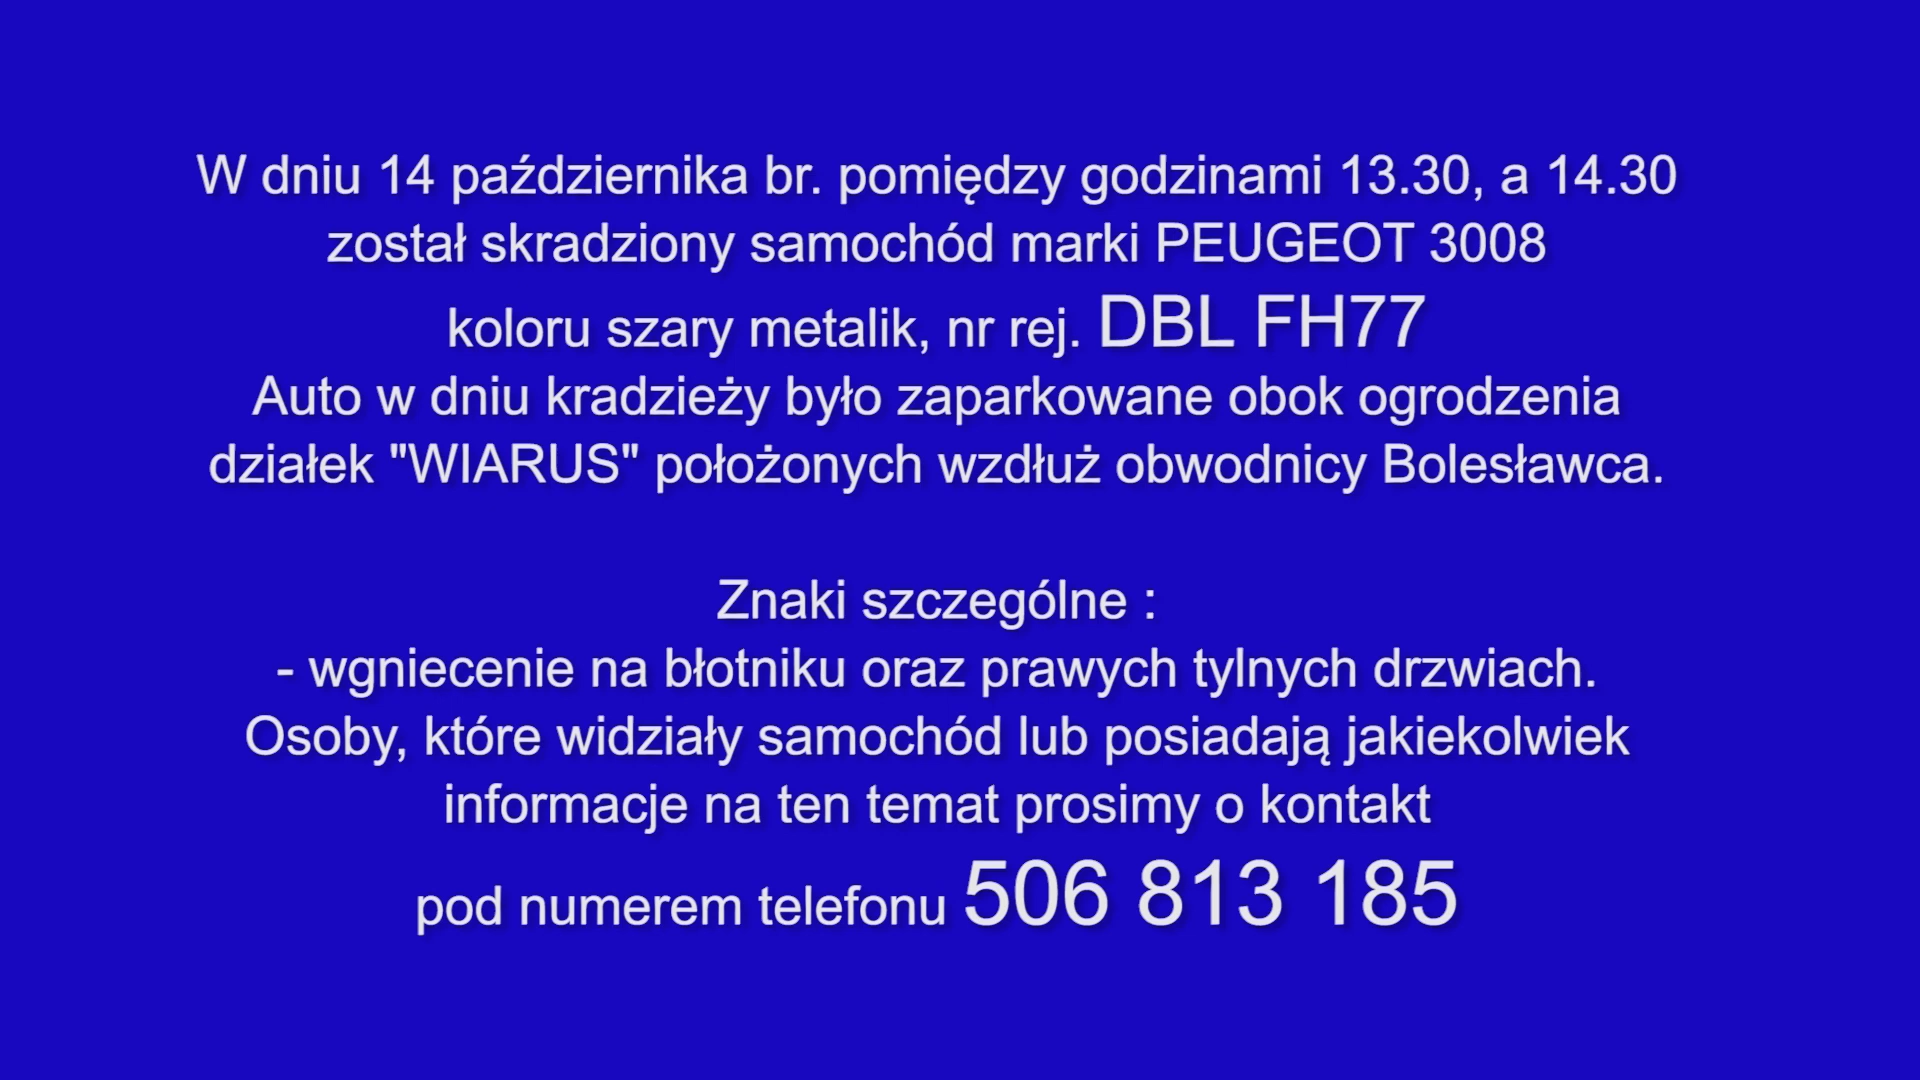 W dniu 14 października br. pomiędzy godzinami 13.30, a 14.30
został skradziony samochód marki PEUGEOT 3008
koloru szary metalik, nr rej. DBL FH77
Auto w dniu kradzieży było zaparkowane obok ogrodzenia
działek "WIARUS" położonych wzdłuż obwodnicy Bolesławca.
Znaki szczególne :
- wgniecenie na błotniku oraz prawych tylnych drzwiach.
Osoby, które widziały samochód lub posiadają jakiekolwiek
informacje na ten temat prosimy o kontakt
pod numerem telefonu 506 813 185